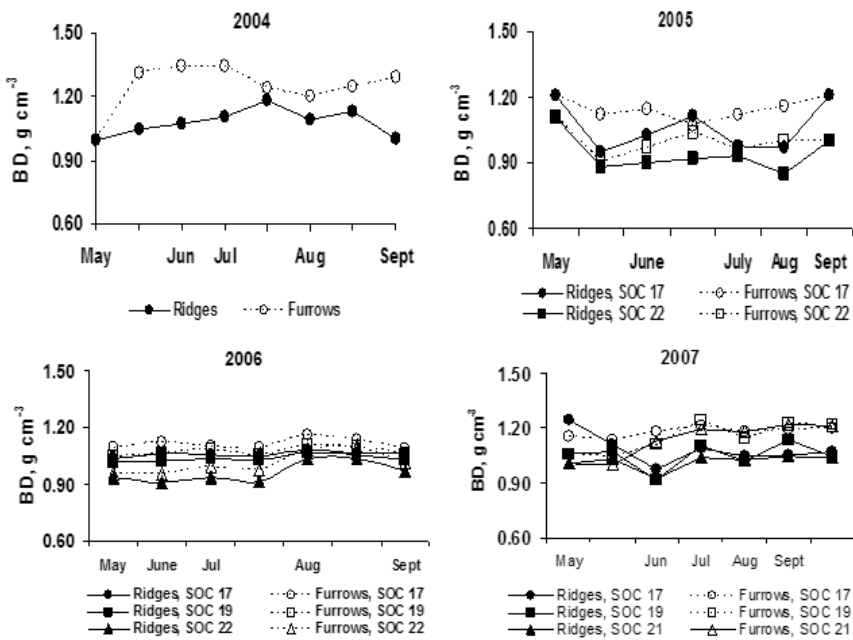 2004
1.50
1.20
0.90
0.60
BD, g cm⁻³
May Jun Jul Aug Sept
Ridges Furrows
2005
1.50
1.20
0.90
0.60
BD, g cm⁻³
May June July Aug Sept
Ridges, SOC 17 Furrows, SOC 17
Ridges, SOC 22 Furrows, SOC 22
2006
1.50
1.20
0.90
0.60
BD, g cm⁻³
May June Jul Aug Sept
Ridges, SOC 17 Furrows, SOC 17
Ridges, SOC 19 Furrows, SOC 19
Ridges, SOC 22 Furrows, SOC 22
2007
1.50
1.20
0.90
0.60
BD, g cm⁻³
May Jun Jul Aug Sept
Ridges, SOC 17 Furrows, SOC 17
Ridges, SOC 19 Furrows, SOC 19
Ridges, SOC 21 Furrows, SOC 21